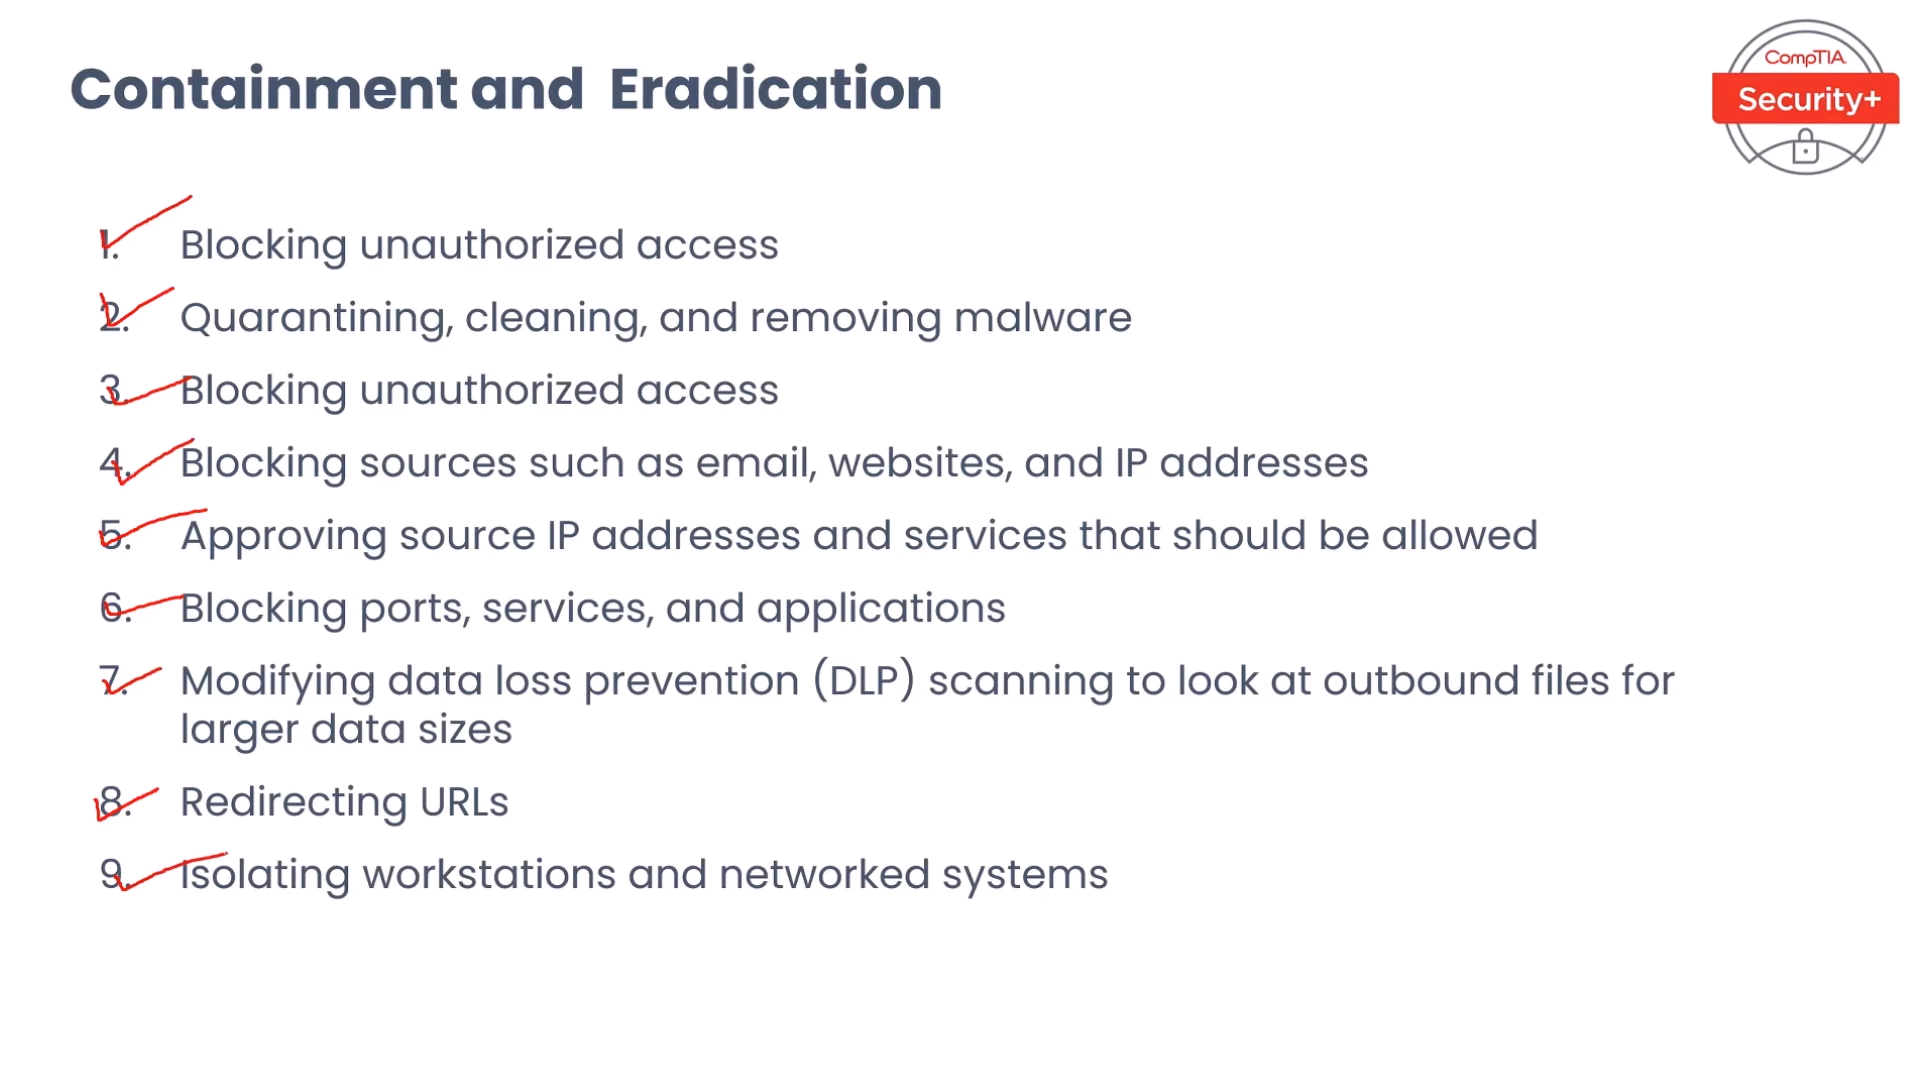 Containment and Eradication
CompTIA
Security+
1. Blocking unauthorized access
2. Quarantining, cleaning, and removing malware
3. Blocking unauthorized access
4. Blocking sources such as email, websites, and IP addresses
5. Approving source IP addresses and services that should be allowed
6. Blocking ports, services, and applications
7. Modifying data loss prevention (DLP) scanning to look at outbound files for
larger data sizes
8. Redirecting URLs
9. Isolating workstations and networked systems